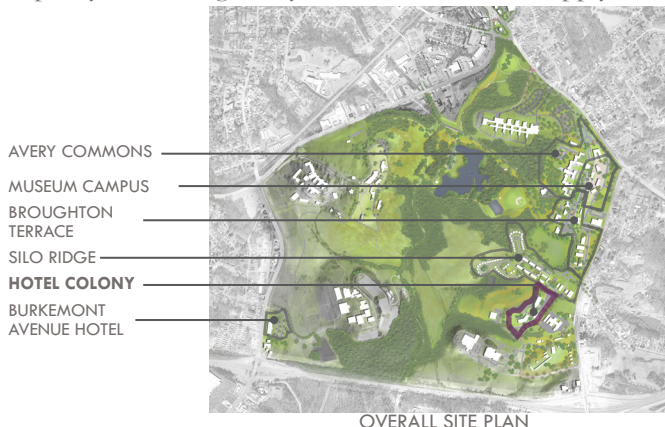 AVERY COMMONS
MUSEUM CAMPUS
BROUGHTON
TERRACE
SILO RIDGE
HOTEL COLONY
BURKEMONT
AVENUE HOTEL
OVERALL SITE PLAN